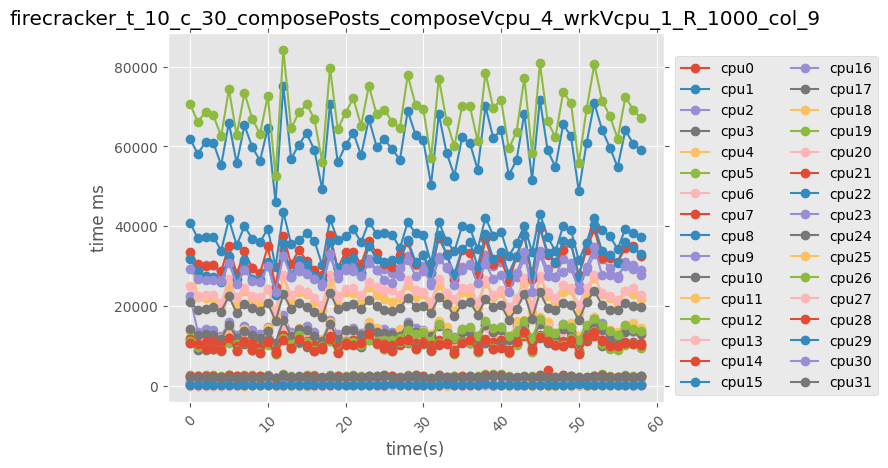 firecracker_t_10_c_30_composePosts_composeVcpu_4_wrkVcpu_1_R_1000_col_9
80000
60000
40000
20000
0
time ms
0
10
20
30
40
50
60
time(s)
cpu0
cpu1
cpu2
cpu3
cpu4
cpu5
cpu6
cpu7
cpu8
cpu9
cpu10
cpu11
cpu12
cpu13
cpu14
cpu15
cpu16
cpu17
cpu18
cpu19
cpu20
cpu21
cpu22
cpu23
cpu24
cpu25
cpu26
cpu27
cpu28
cpu29
cpu30
cpu31